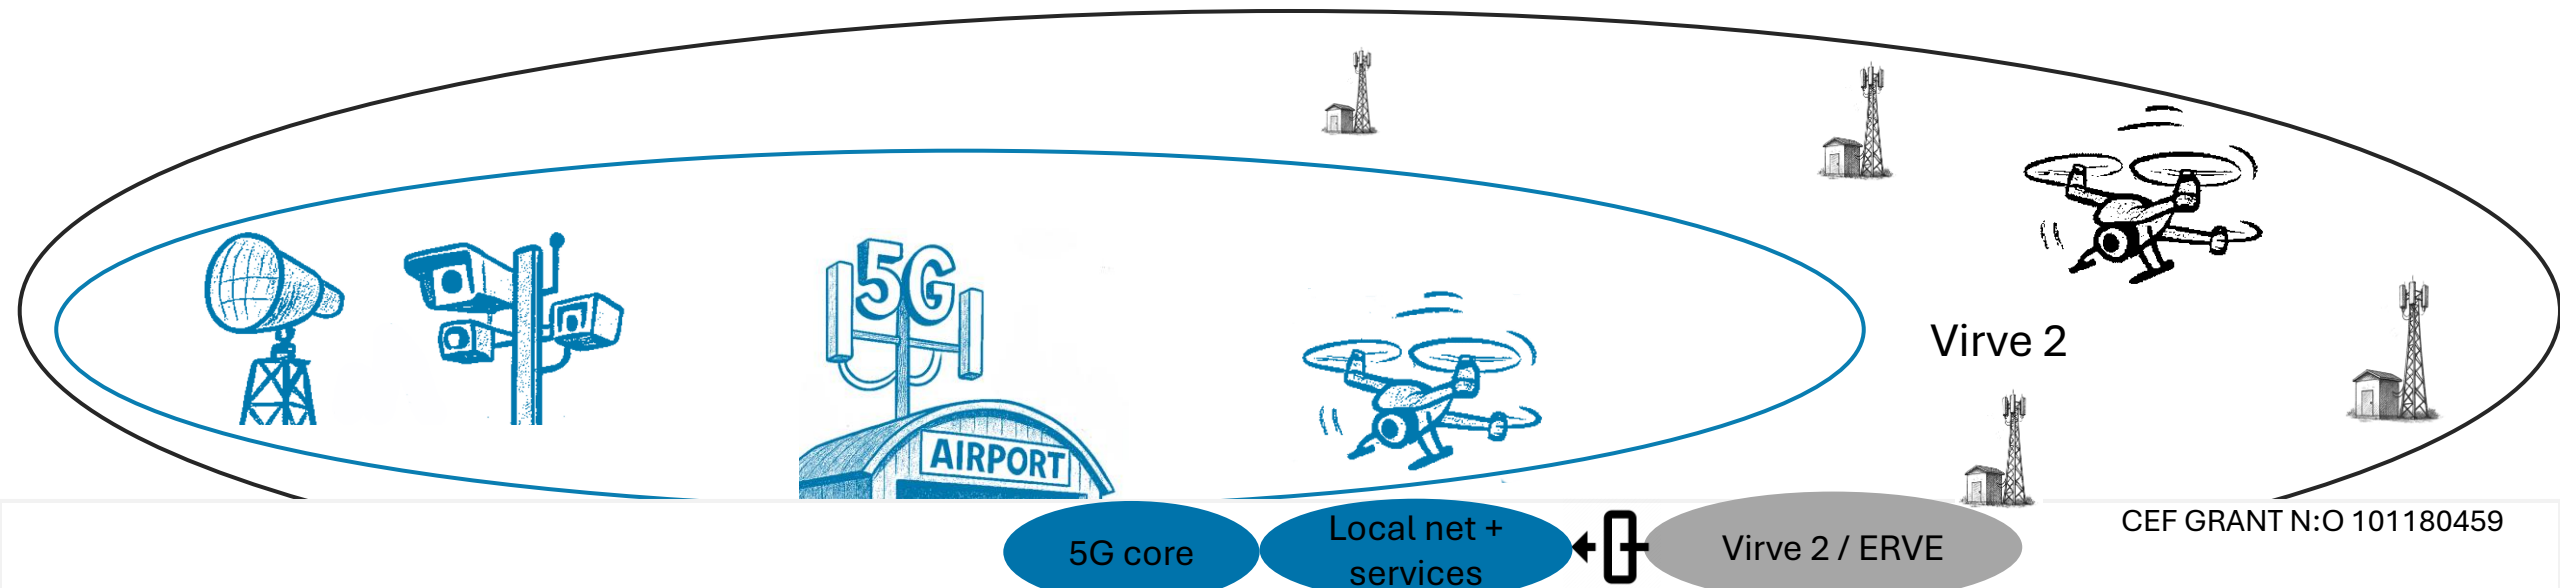 5G
AIRPORT
Virve 2
5G core
Local net +
services
Virve 2 / ERVE
CEF GRANT N:O 101180459